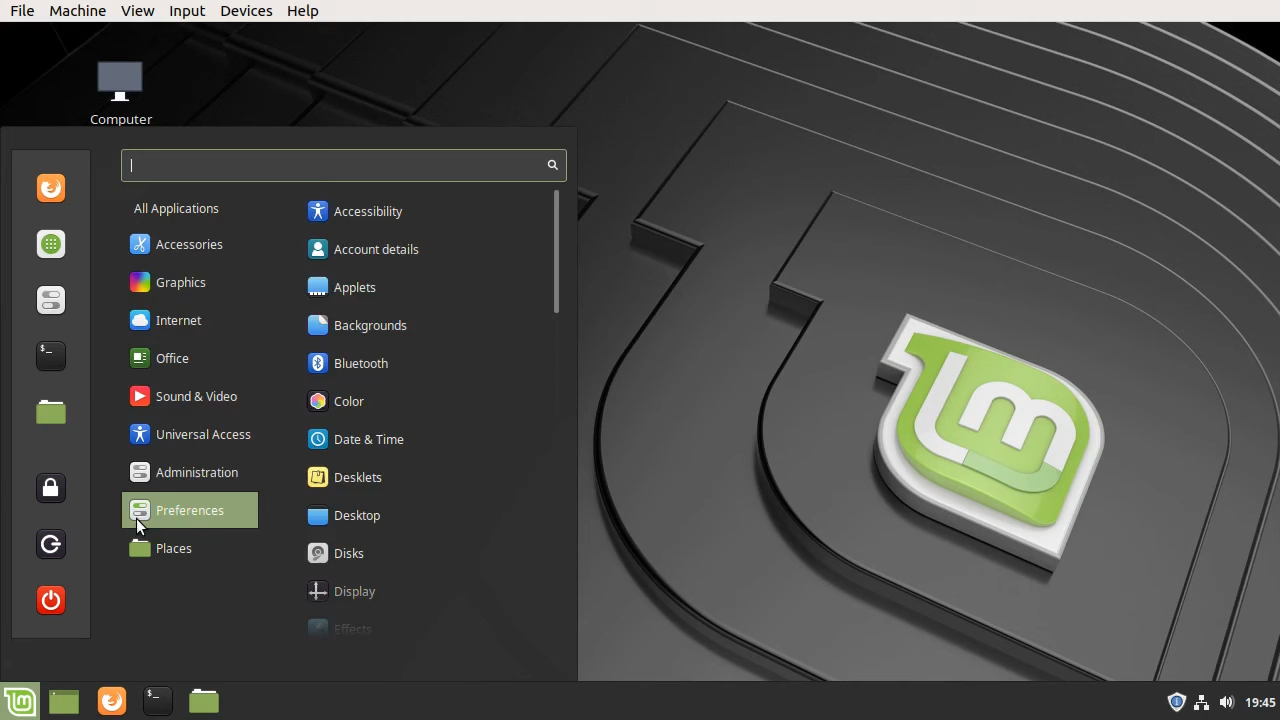 File Machine View Input Devices Help
Computer
All Applications
Accessories
Graphics
Internet
Office
Sound & Video
Universal Access
Administration
Preferences
Places
Accessibility
Account details
Applets
Backgrounds
Bluetooth
Color
Date & Time
Desklets
Desktop
Disks
Display
Effects
19:45